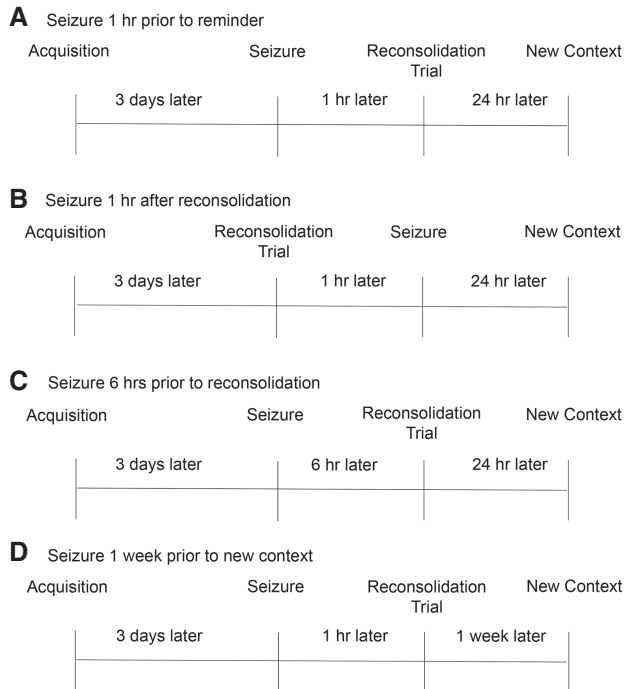 A Seizure 1 hr prior to reminder
Acquisition Seizure Reconsolidation Trial New Context
3 days later 1 hr later 24 hr later
B Seizure 1 hr after reconsolidation
Acquisition Reconsolidation Trial Seizure New Context
3 days later 1 hr later 24 hr later
C Seizure 6 hrs prior to reconsolidation
Acquisition Seizure Reconsolidation Trial New Context
3 days later 6 hr later 24 hr later
D Seizure 1 week prior to new context
Acquisition Seizure Reconsolidation Trial New Context
3 days later 1 hr later 1 week later